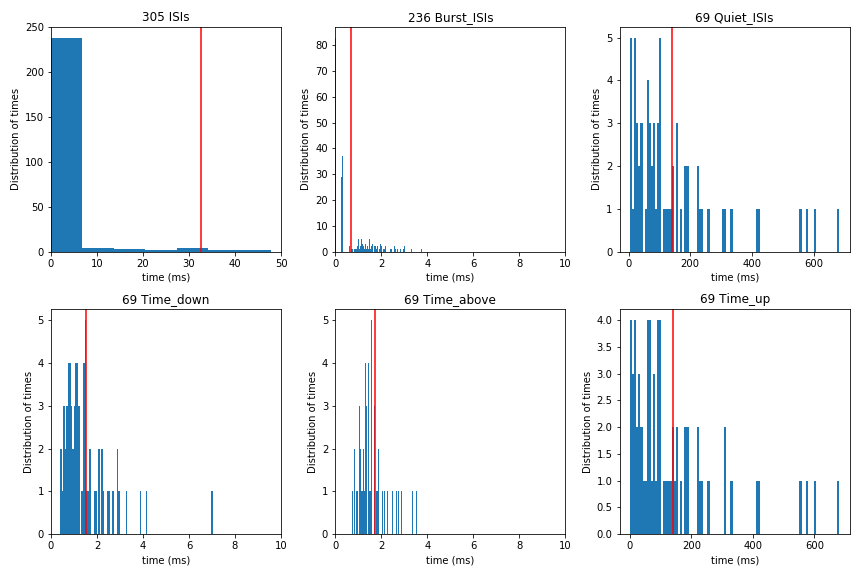 305 ISIs
Distribution of times
250
200
150
100
50
0
0 10 20 30 40 50
time (ms)
236 Burst_ISIs
Distribution of times
80
70
60
50
40
30
20
10
0
0 2 4 6 8 10
time (ms)
69 Quiet_ISIs
Distribution of times
5
4
3
2
1
0
0 200 400 600
time (ms)
69 Time_down
Distribution of times
5
4
3
2
1
0
0 2 4 6 8 10
time (ms)
69 Time_above
Distribution of times
5
4
3
2
1
0
0 2 4 6 8 10
time (ms)
69 Time_up
Distribution of times
4.0
3.5
3.0
2.5
2.0
1.5
1.0
0.5
0.0
0 200 400 600
time (ms)